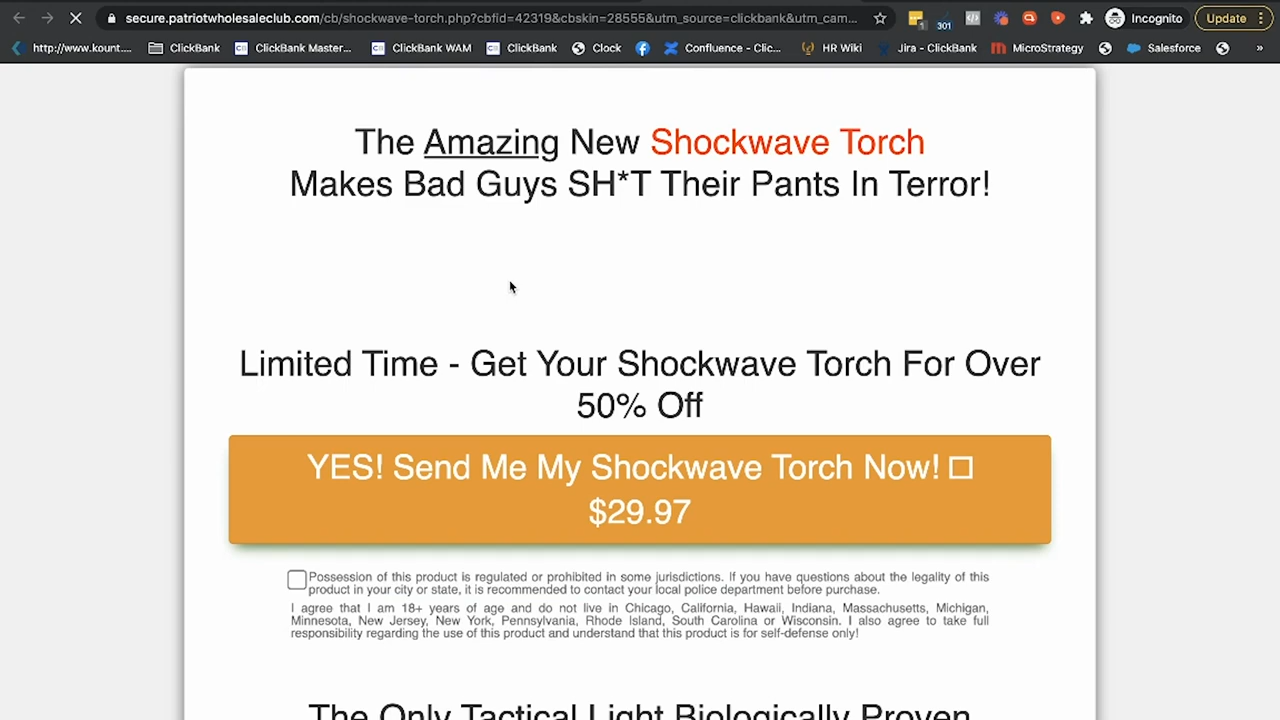 secure.patriotwholesaleclub.com/cb/shockwave-torch.php?cbfid=42319&cbskin=28555&utm_source=clickbank&utm_cam...
1
301
Incognito
Update
http://www.kount....
ClickBank
ClickBank Master...
ClickBank WAM
ClickBank
Clock
Confluence - Clic...
HR Wiki
Jira - ClickBank
MicroStrategy
Salesforce
»
The Amazing New Shockwave Torch
Makes Bad Guys SH*T Their Pants In Terror!
Limited Time - Get Your Shockwave Torch For Over
50% Off
YES! Send Me My Shockwave Torch Now!
$29.97
Possession of this product is regulated or prohibited in some jurisdictions. If you have questions about the legality of this
product in your city or state, it is recommended to contact your local police department before purchase.
I agree that I am 18+ years of age and do not live in Chicago, California, Hawaii, Indiana, Massachusetts, Michigan,
Minnesota, New Jersey, New York, Pennsylvania, Rhode Island, South Carolina or Wisconsin. I also agree to take full
responsibility regarding the use of this product and understand that this product is for self-defense only!
The Only Tactical Light Biologically Proven